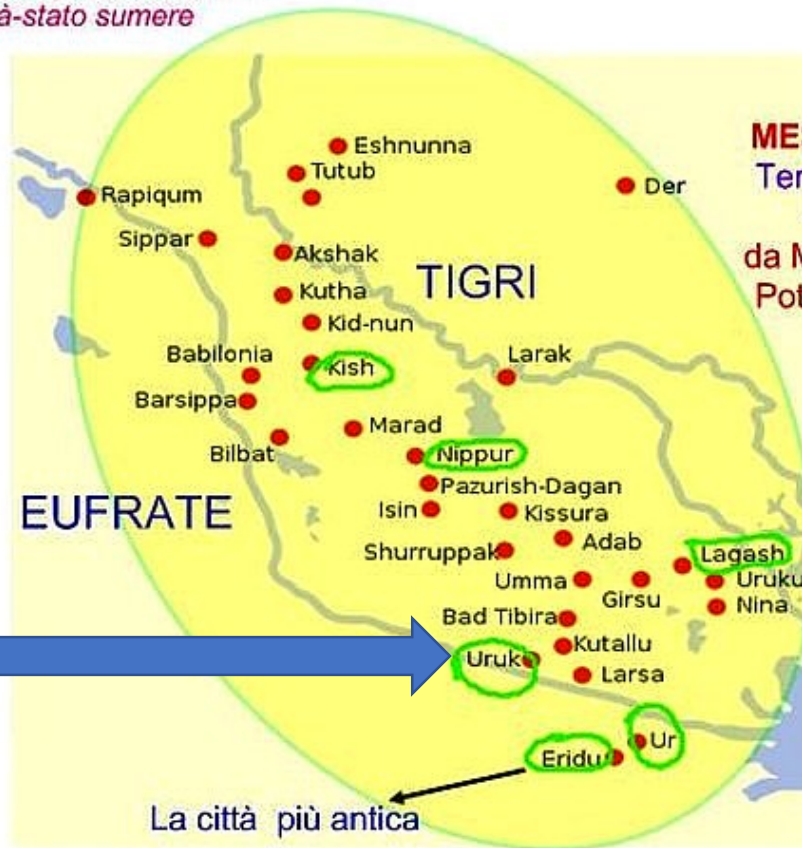 à-stato sumere
Eshnunna
Tutub
Der
Rapiqum
Sippar
Akshak
TIGRI
Kutha
Kid-nun
Babilonia
Kish
Larak
Barsippa
Marad
Bilbat
Nippur
Pazurish-Dagan
EUFRATE
Isin
Kissura
Adab
Shurruppak
Lagash
Umma
Girsu
Uruku
Nina
Bad Tibira
Kutallu
Uruk
Larsa
Ur
Eridu
La città più antica
ME
Ter
da M
Pot